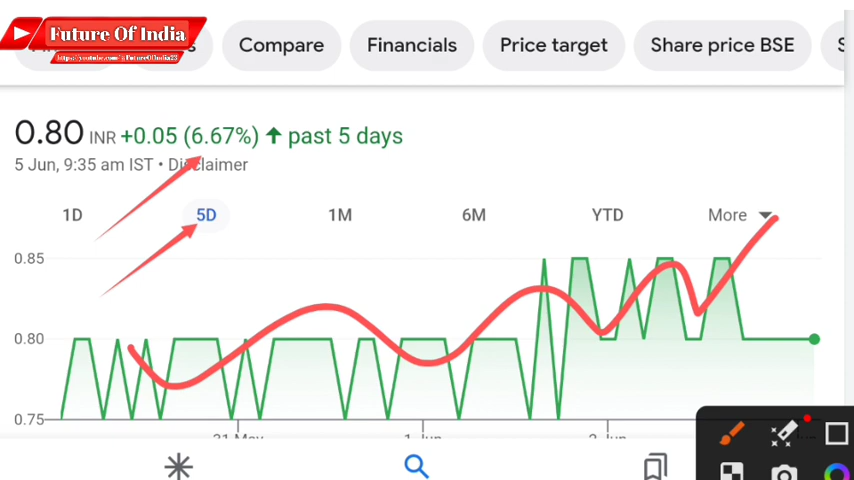 Future Of India
Compare
Financials
Price target
Share price BSE
0.80 INR +0.05 (6.67%) ↑ past 5 days
5 Jun, 9:35 am IST • Disclaimer
1D
5D
1M
6M
YTD
More
0.85
0.80
0.75
31 May
1 Jun